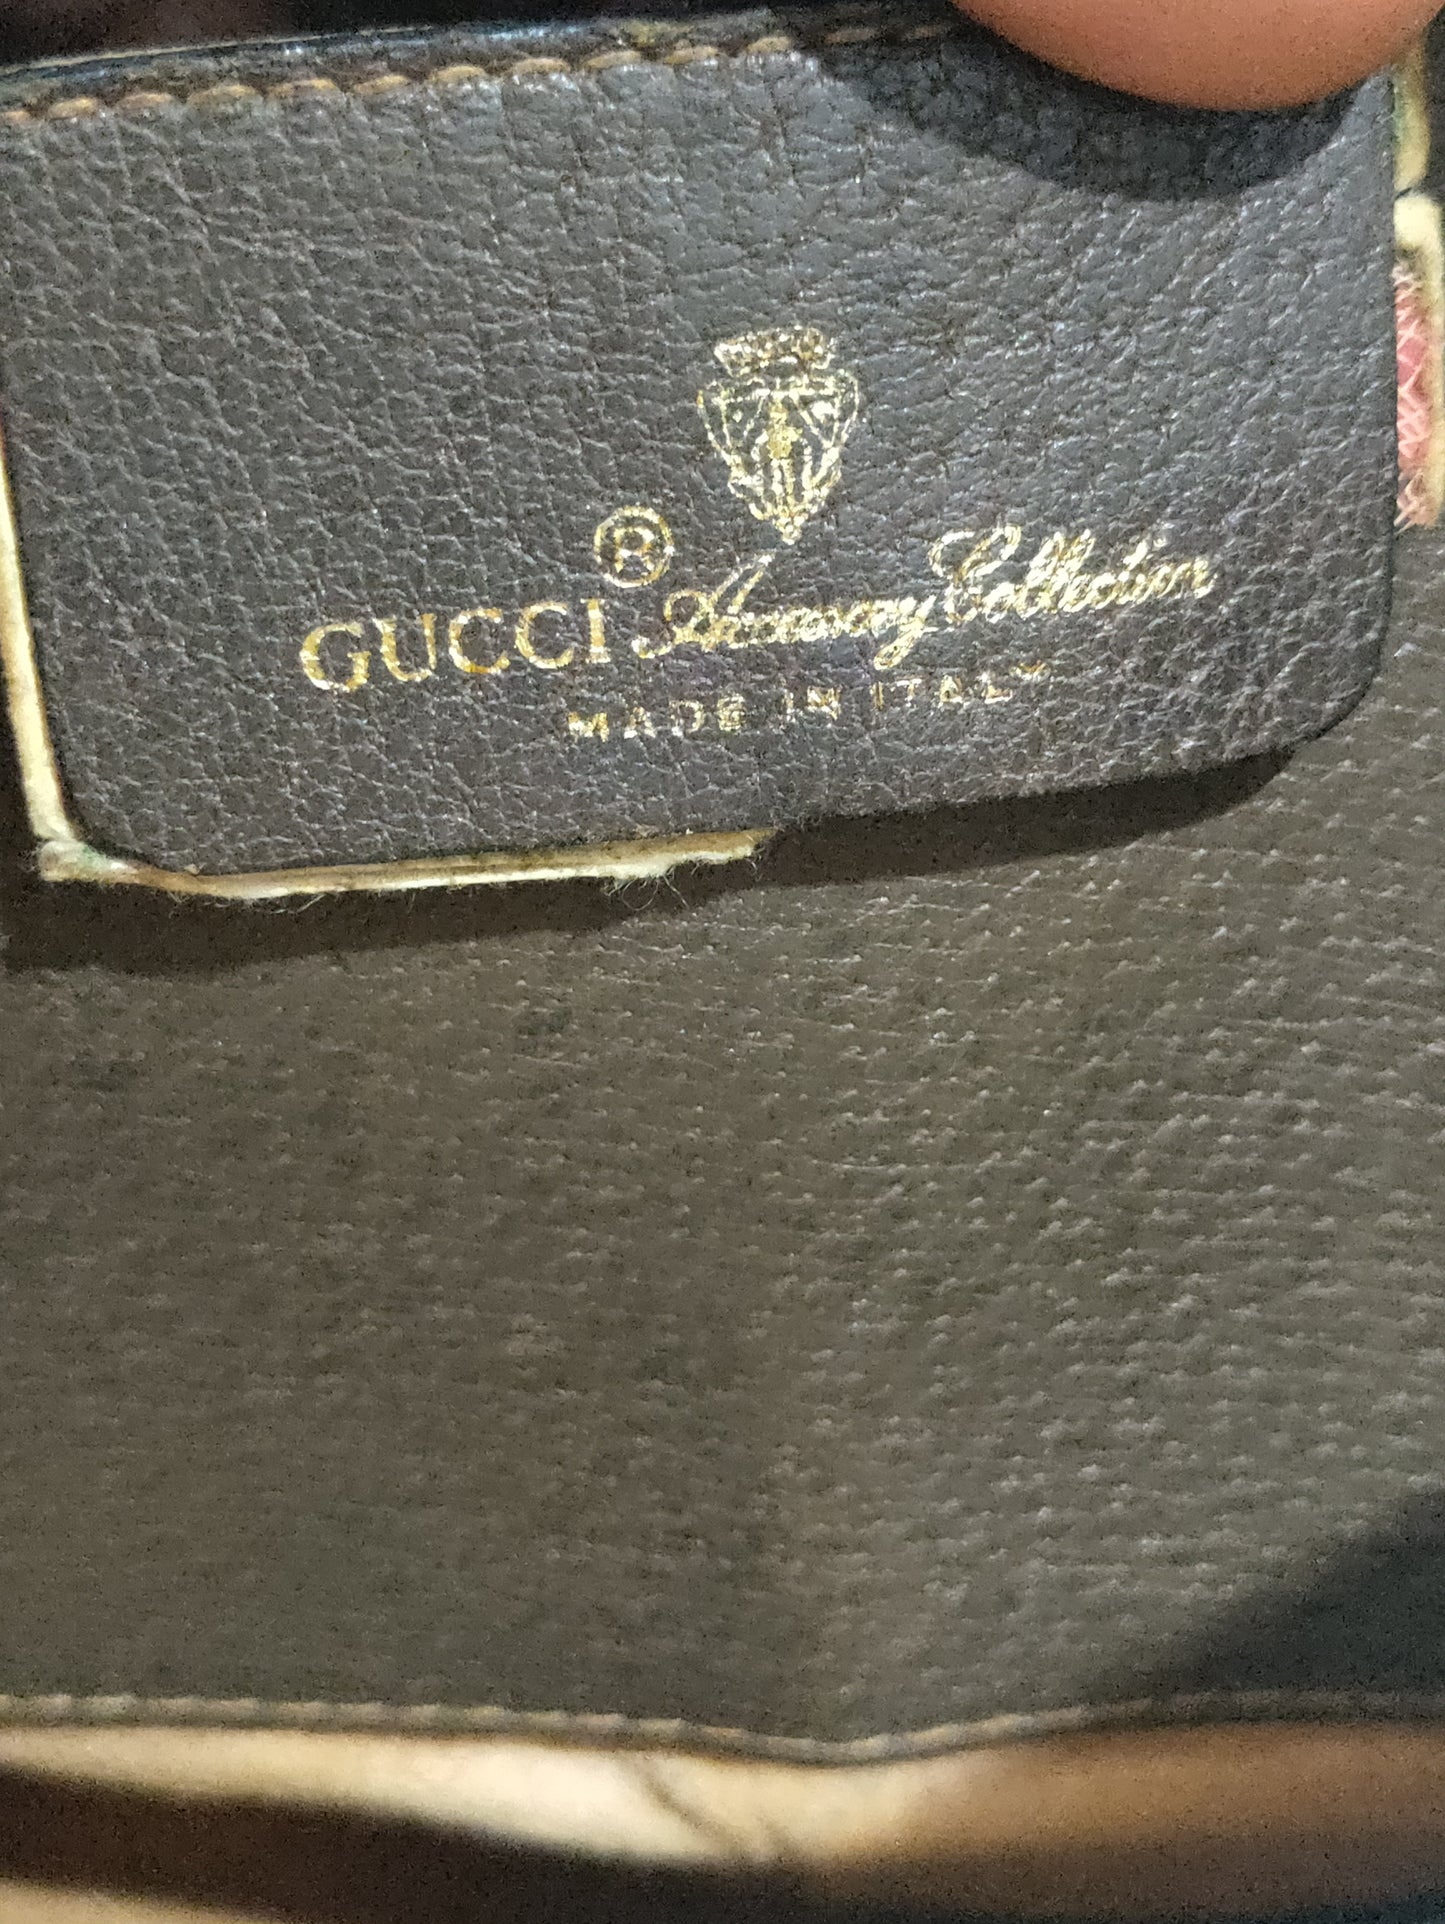 ®
GUCCI Accessory Collection
MADE IN ITALY